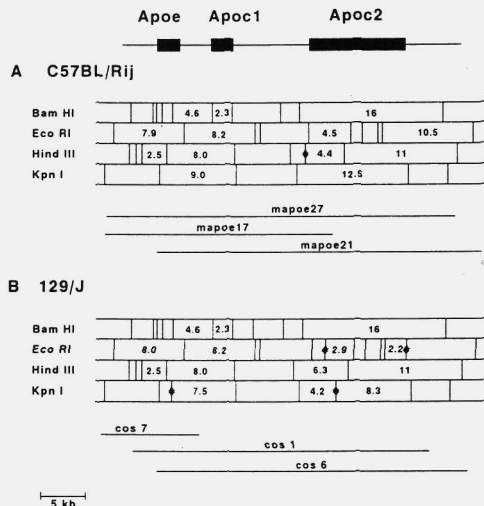 Apoe Apoc1 Apoc2
A C57BL/Rij
Bam HI 4.6 2.3 16
Eco RI 7.9 8.2 4.5 10.5
Hind III 2.5 8.0 4.4 11
Kpn I 9.0 12.5
mapoe27
mapoe17
mapoe21
B 129/J
Bam HI 4.6 2.3 16
Eco RI 8.0 8.2 2.9 2.2
Hind III 2.5 8.0 6.3 11
Kpn I 7.5 4.2 8.3
cos 7
cos 1
cos 6
5 kb